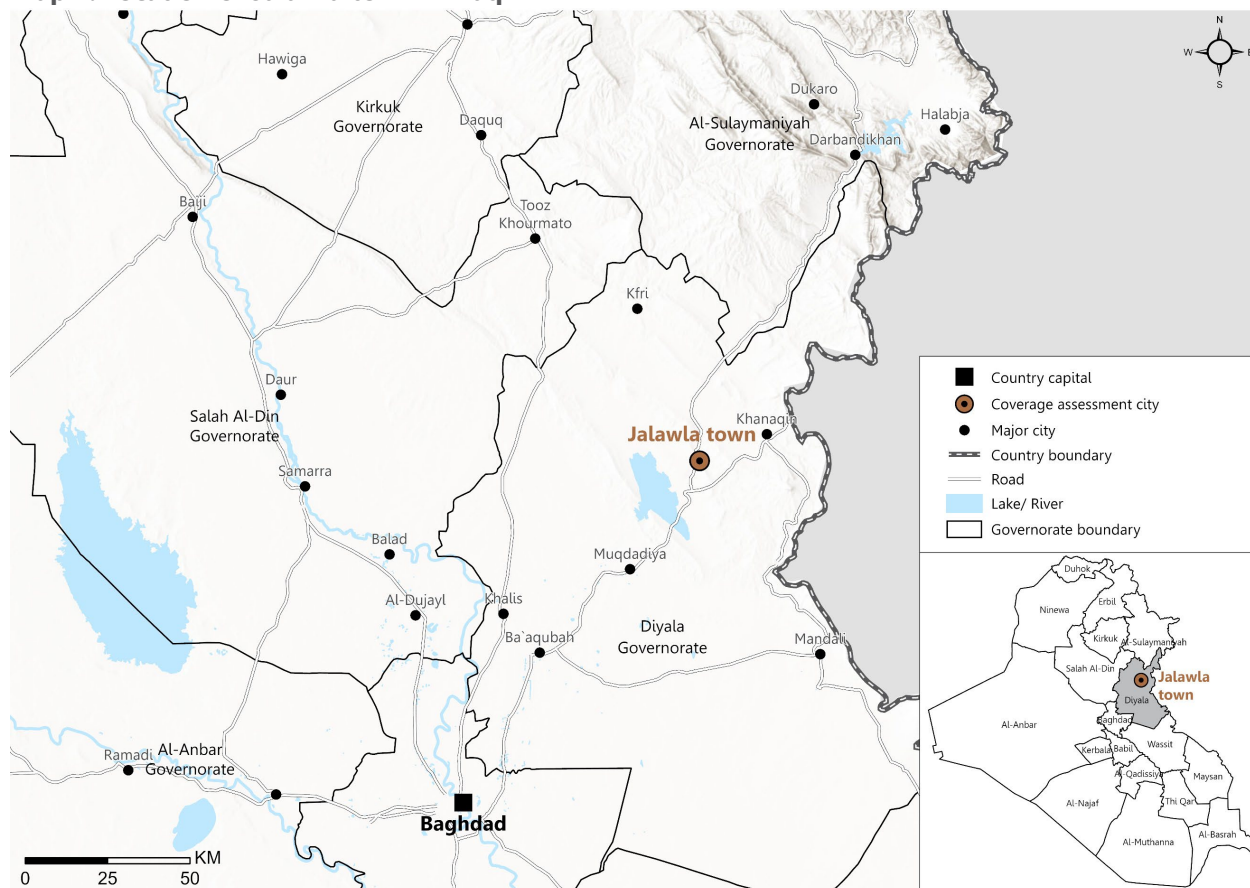 N
W
E
S
Hawiga
Kirkuk
Governorate
Daquq
Dukaro
Al-Sulaymaniyah
Governorate
Halabja
Darbandikhan
Baiji
Tooz
Khourmato
Kfri
Daur
Salah Al-Din
Governorate
Khanaqin
Jalawla town
Samarra
Balad
Muqdadiya
Al-Dujayl
Khalis
Diyala
Governorate
Ba`aqubah
Mandali
Al-Anbar
Governorate
Ramadi
Baghdad
KM
0 25 50
Country capital
Coverage assessment city
Major city
Country boundary
Road
Lake/ River
Governorate boundary
Duhok
Ninewa
Erbil
Kirkuk
Al-Sulaymaniyah
Salah Al-Din
Jalawla
town
Diyala
Al-Anbar
Baghdad
Wassit
Kerbala
Babil
Al-Qadissiya
Maysan
Al-Najaf
Thi Qar
Al-Basrah
Al-Muthanna